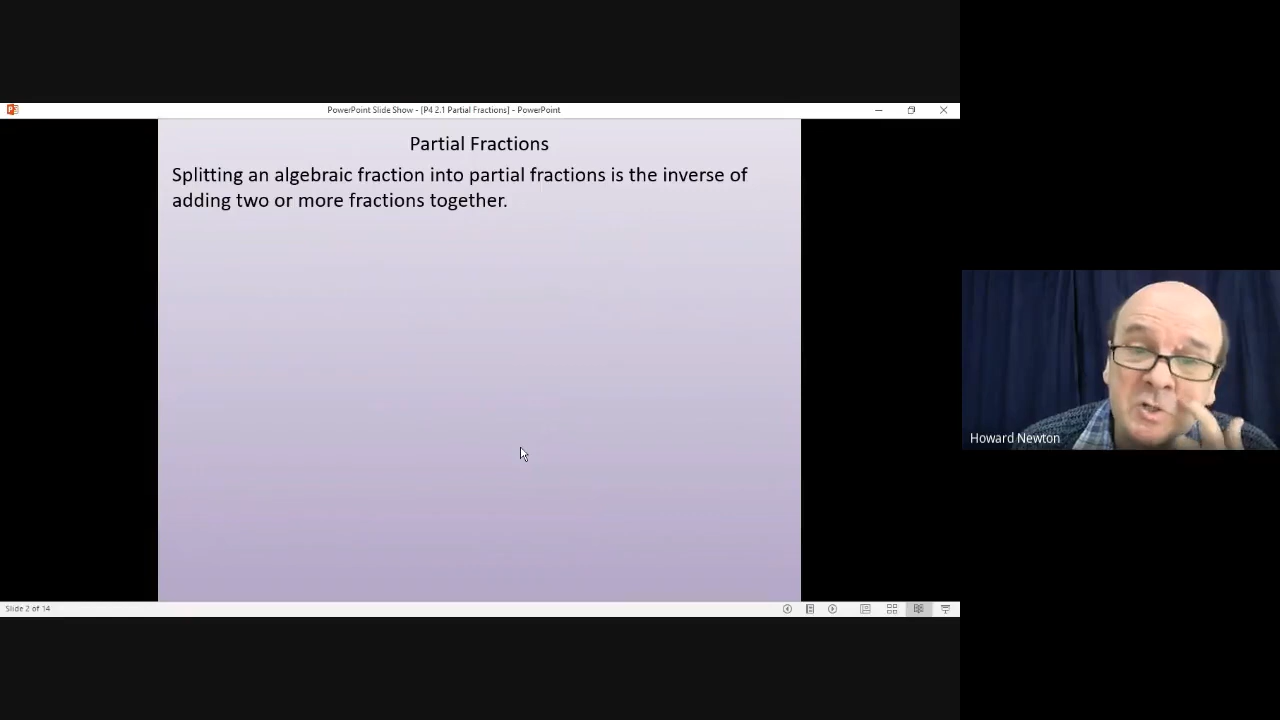 PowerPoint Slide Show - [P4 2.1 Partial Fractions] - PowerPoint
Partial Fractions
Splitting an algebraic fraction into partial fractions is the inverse of
adding two or more fractions together.
Howard Newton
Slide 2 of 14